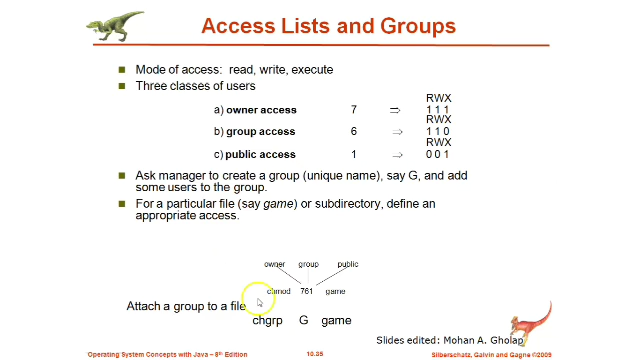 Access Lists and Groups
Mode of access: read, write, execute
Three classes of users
RWX
a) owner access 7 ⇒ 1 1 1
RWX
b) group access 6 ⇒ 1 1 0
RWX
c) public access 1 ⇒ 0 0 1
Ask manager to create a group (unique name), say G, and add
some users to the group.
For a particular file (say game) or subdirectory, define an
appropriate access.
owner group public
chmod 761 game
Attach a group to a file
chgrp G game
Slides edited: Mohan A. Gholap
Operating System Concepts with Java – 8th Edition 10.35 Silberschatz, Galvin and Gagne ©2009